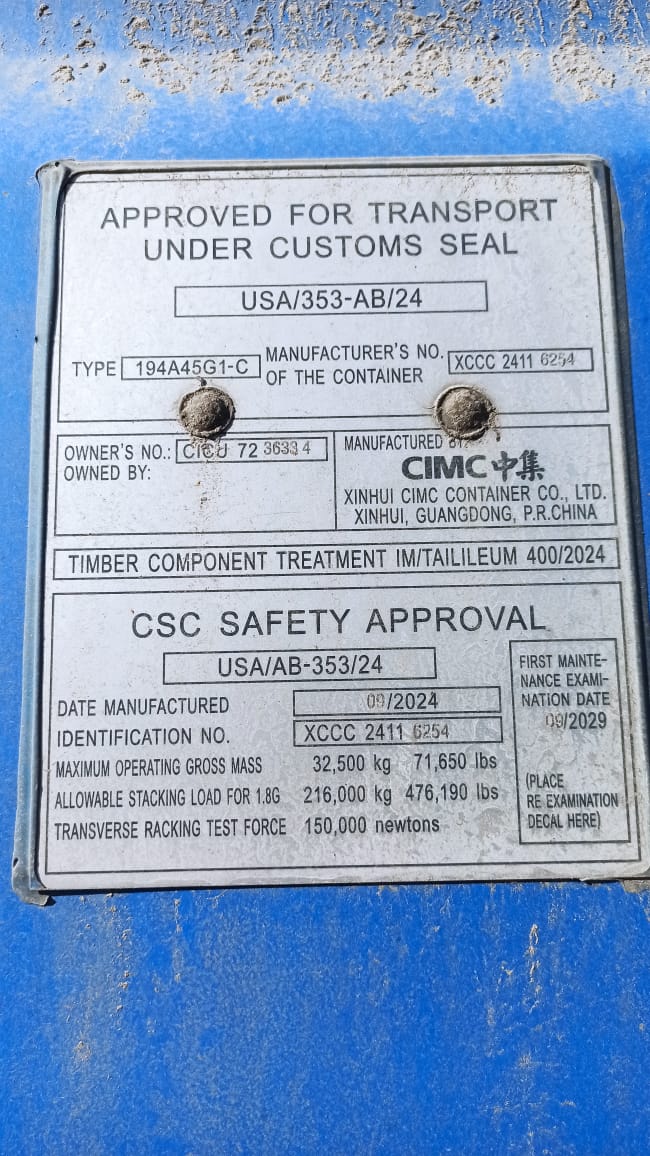 APPROVED FOR TRANSPORT
UNDER CUSTOMS SEAL
USA/353-AB/24
TYPE 194A45G1-C MANUFACTURER'S NO. OF THE CONTAINER XCCC 2411 6254
OWNER'S NO.: CICU 72 3633 4
OWNED BY:
MANUFACTURED BY:
CIMC中集
XINHUI CIMC CONTAINER CO., LTD.
XINHUI, GUANGDONG, P.R.CHINA
TIMBER COMPONENT TREATMENT IM/TAILILEUM 400/2024
CSC SAFETY APPROVAL
USA/AB-353/24
DATE MANUFACTURED 09/2024
IDENTIFICATION NO. XCCC 2411 6254
MAXIMUM OPERATING GROSS MASS 32,500 kg 71,650 lbs
ALLOWABLE STACKING LOAD FOR 1.8G 216,000 kg 476,190 lbs
TRANSVERSE RACKING TEST FORCE 150,000 newtons
FIRST MAINTE-
NANCE EXAMI-
NATION DATE
09/2029
(PLACE
RE EXAMINATION
DECAL HERE)